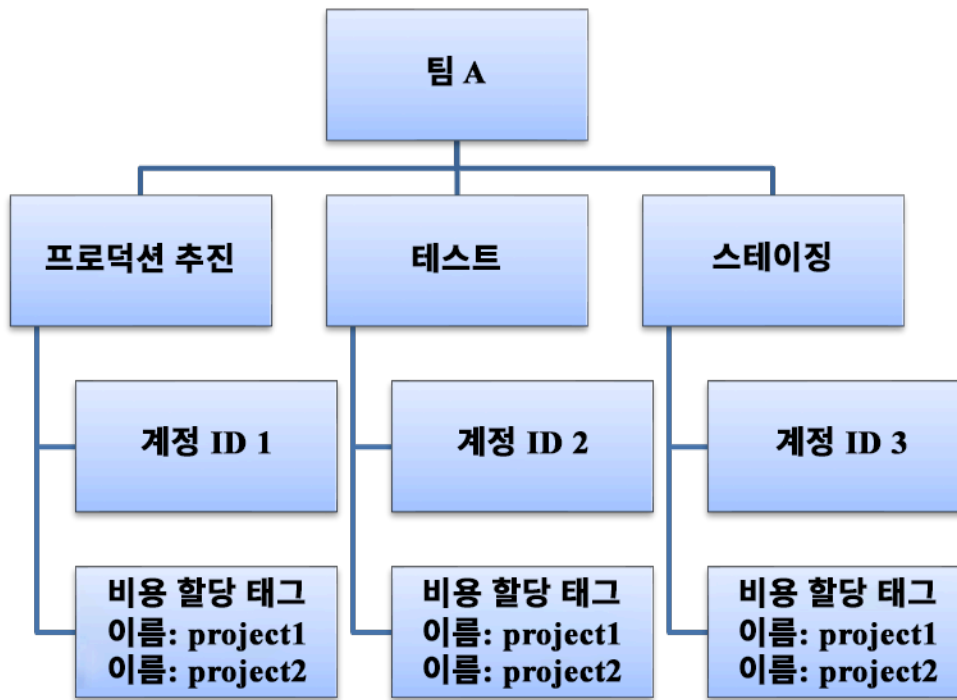 팀 A
프로덕션 추진
테스트
스테이징
계정 ID 1
계정 ID 2
계정 ID 3
비용 할당 태그
이름: project1
이름: project2
비용 할당 태그
이름: project1
이름: project2
비용 할당 태그
이름: project1
이름: project2